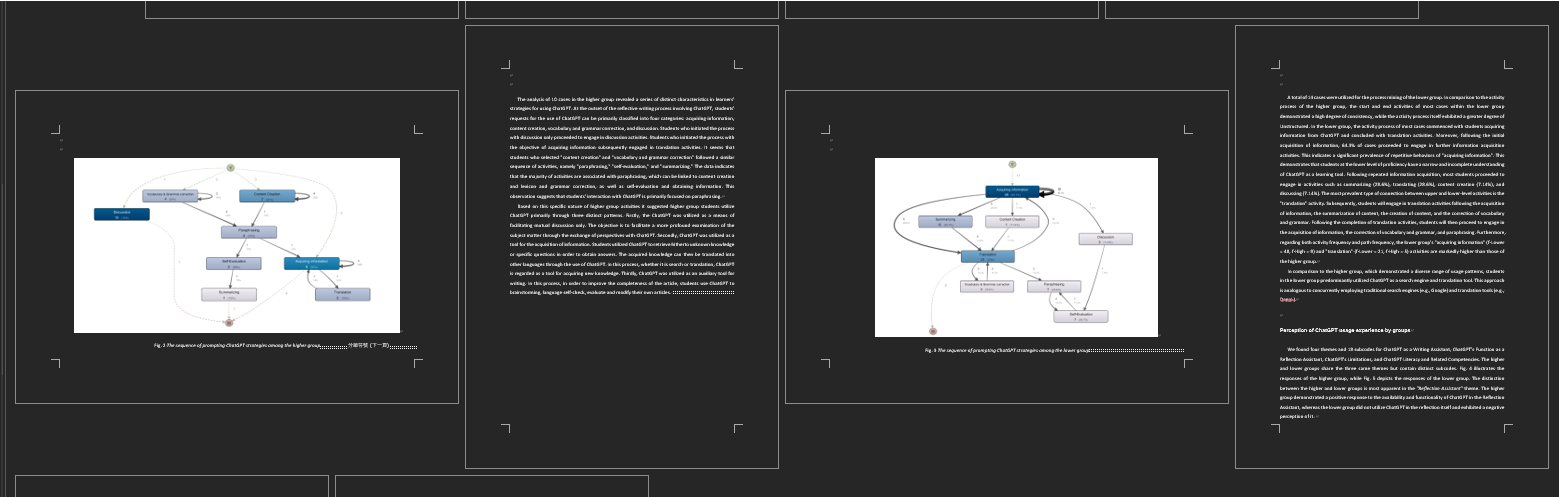 Vocabulary & Grammar correction
Content Creation
Discussion
Paraphrasing
Self-Evaluation
Acquiring Information
Summarizing
Translation
Fig. 2 The sequence of prompting ChatGPT strategies among the higher group
分節符號 (下一頁)
The analysis of 10 cases in the higher group revealed a series of distinct characteristics in learners'
strategies for using ChatGPT. At the outset of the reflective writing process involving ChatGPT, students'
requests for the use of ChatGPT can be primarily classified into four categories: acquiring information,
content creation, vocabulary and grammar correction, and discussion. Students who initiated the process
with discussion only proceeded to engage in discussion activities. Students who initiated the process with
the objective of acquiring information subsequently engaged in translation activities. It seems that
students who selected "content creation" and "vocabulary and grammar correction" followed a similar
sequence of activities, namely "paraphrasing," "self-evaluation," and "summarizing." The data indicates
that the majority of activities are associated with paraphrasing, which can be linked to content creation
and lexicon and grammar correction, as well as self-evaluation and obtaining information. This
observation suggests that students' interaction with ChatGPT is primarily focused on paraphrasing.
Based on this specific nature of higher group activities it suggested higher group students utilize
ChatGPT primarily through three distinct patterns. Firstly, the ChatGPT was utilized as a means of
facilitating mutual discussion only. The objective is to facilitate a more profound examination of the
subject matter through the exchange of perspectives with ChatGPT. Secondly, ChatGPT was utilized as a
tool for the acquisition of information. Students utilized ChatGPT to retrieve hitherto unknown knowledge
or specific questions in order to obtain answers. The acquired knowledge can then be translated into
other languages through the use of ChatGPT. In this process, whether it is search or translation, ChatGPT
is regarded as a tool for acquiring new knowledge. Thirdly, ChatGPT was utilized as an auxiliary tool for
writing. In this process, in order to improve the completeness of the article, students use ChatGPT to
brainstorming, language self-check, evaluate and modify their own articles.
Acquiring Information
Summarizing
Content Creation
Discussion
Translation
Vocabulary & Grammar correction
Paraphrasing
Self-Evaluation
Fig. 3 The sequence of prompting ChatGPT strategies among the lower group
A total of 14 cases were utilized for the process mining of the lower group. In comparison to the activity
process of the higher group, the start and end activities of most cases within the lower group
demonstrated a high degree of consistency, while the activity process itself exhibited a greater degree of
Unstructured. In the lower group, the activity process of most cases commenced with students acquiring
information from ChatGPT and concluded with translation activities. Moreover, following the initial
acquisition of information, 64.3% of cases proceeded to engage in further information acquisition
activities. This indicates a significant prevalence of repetitive behaviors of "acquiring information". This
demonstrates that students at the lower level of proficiency have a narrow and incomplete understanding
of ChatGPT as a learning tool. Following repeated information acquisition, most students proceeded to
engage in activities such as summarizing (28.6%), translating (28.6%), content creation (7.14%), and
discussing (7.14%). The most prevalent type of connection between upper and lower-level activities is the
"translation" activity. Subsequently, students will engage in translation activities following the acquisition
of information, the summarization of content, the creation of content, and the correction of vocabulary
and grammar. Following the completion of translation activities, students will then proceed to engage in
the acquisition of information, the correction of vocabulary and grammar, and paraphrasing. Furthermore,
regarding both activity frequency and path frequency, the lower group's "acquiring information"
and "translation" activities are markedly higher than those of
the higher group.
In comparison to the higher group, which demonstrated a diverse range of usage patterns, students
in the lower group predominantly utilized ChatGPT as a search engine and translation tool. This approach
is analogous to concurrently employing traditional search engines (e.g., Google) and translation tools (e.g.,
Perception of ChatGPT usage experience by groups
We found four themes and 18 subcodes for ChatGPT as a Writing Assistant, ChatGPT's Function as a
Reflection Assistant, ChatGPT's Limitations, and ChatGPT Literacy and Related Competencies. The higher
and lower groups share the three same themes but contain distinct subcodes. Fig. 4 illustrates the
responses of the higher group, while Fig. 5 depicts the responses of the lower group. The distinction
between the higher and lower groups is most apparent in the "Reflection Assistant" theme. The higher
group demonstrated a positive response to the availability and functionality of ChatGPT in the Reflection
Assistant, whereas the lower group did not utilize ChatGPT in the reflection itself and exhibited a negative
perception of it.